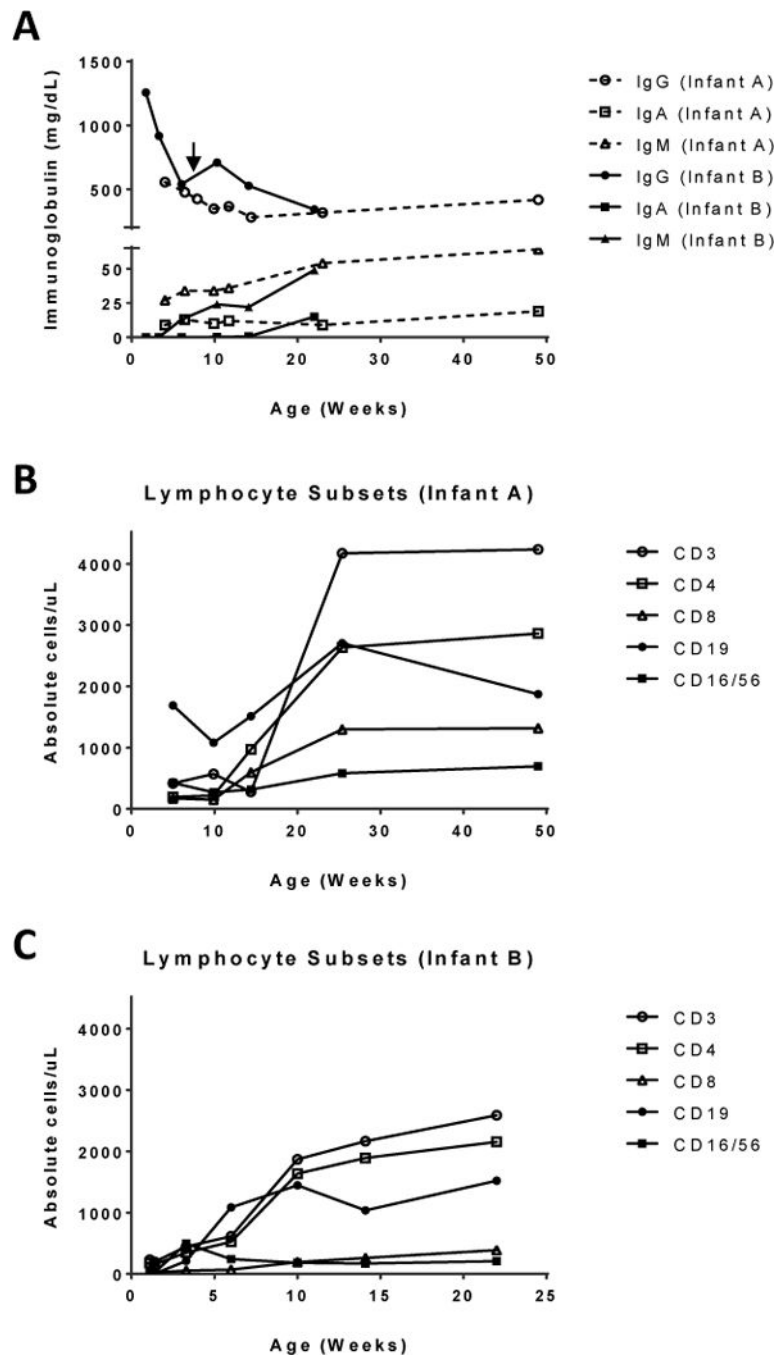 A
Immunoglobulin (mg/dL)
1500
1000
500
50
25
0
0 10 20 30 40 50
Age (Weeks)
IgG (Infant A)
IgA (Infant A)
IgM (Infant A)
IgG (Infant B)
IgA (Infant B)
IgM (Infant B)
B
Lymphocyte Subsets (Infant A)
Absolute cells/uL
4000
3000
2000
1000
0
0 10 20 30 40 50
Age (Weeks)
CD3
CD4
CD8
CD19
CD16/56
C
Lymphocyte Subsets (Infant B)
Absolute cells/uL
4000
3000
2000
1000
0
0 5 10 15 20 25
Age (Weeks)
CD3
CD4
CD8
CD19
CD16/56